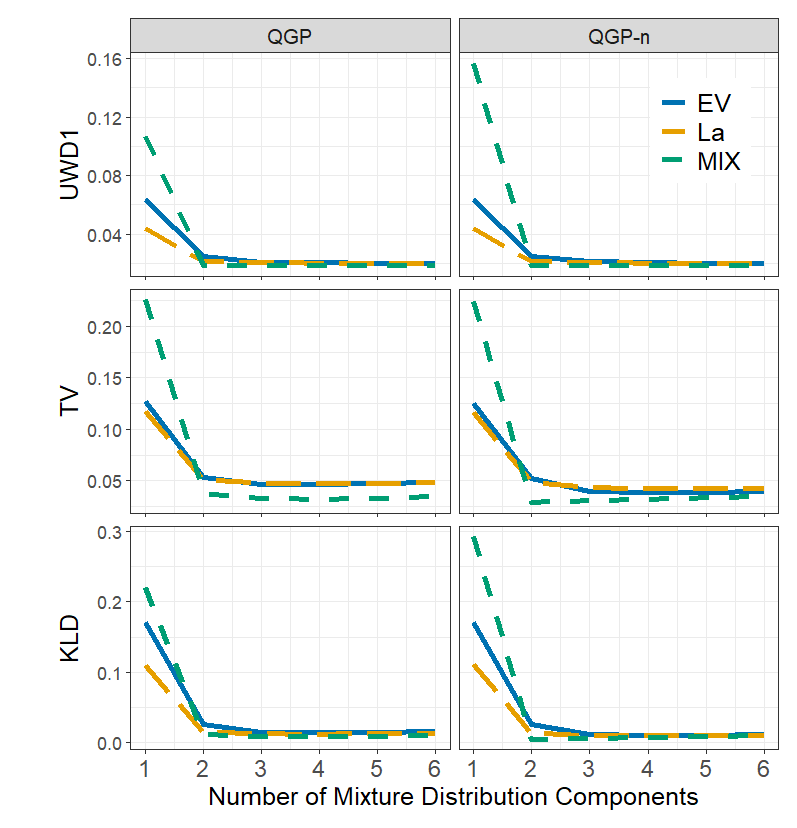 QGP QGP-n
UWD1
0.16
0.12
0.08
0.04
EV
La
MIX
TV
0.20
0.15
0.10
0.05
KLD
0.3
0.2
0.1
0.0
1 2 3 4 5 6 1 2 3 4 5 6
Number of Mixture Distribution Components